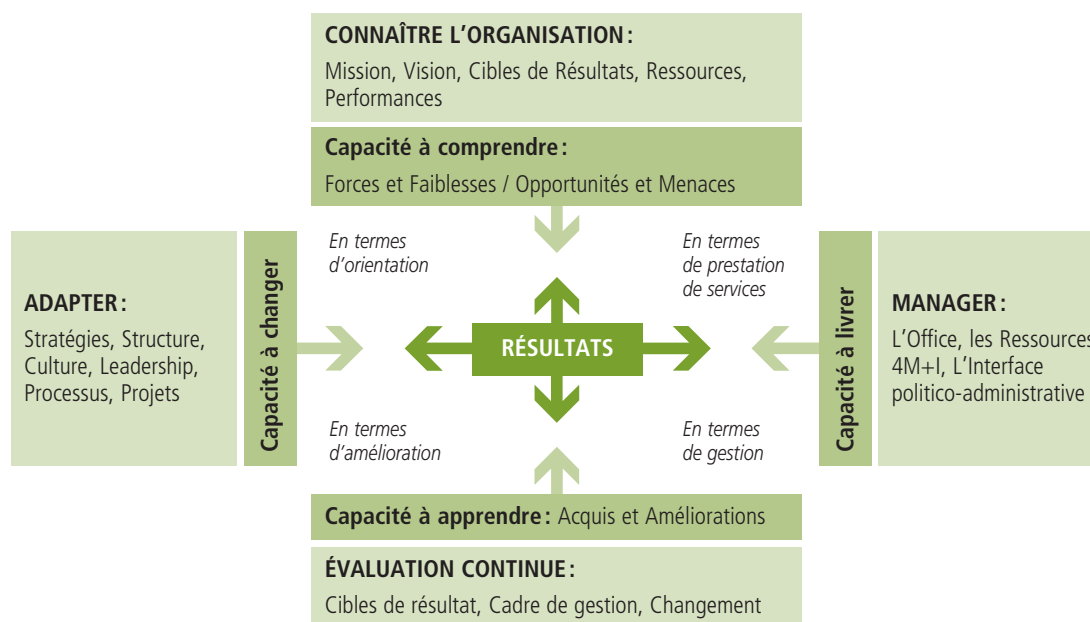 CONNAÎTRE L'ORGANISATION :
Mission, Vision, Cibles de Résultats, Ressources,
Performances
Capacité à comprendre :
Forces et Faiblesses / Opportunités et Menaces
ADAPTER :
Stratégies, Structure,
Culture, Leadership,
Processus, Projets
Capacité à changer
En termes
d'orientation
En termes
de prestation
de services
RÉSULTATS
En termes
d'amélioration
En termes
de gestion
Capacité à livrer
MANAGER :
L'Office, les Ressources
4M+I, L'Interface
politico-administrative
Capacité à apprendre : Acquis et Améliorations
ÉVALUATION CONTINUE :
Cibles de résultat, Cadre de gestion, Changement